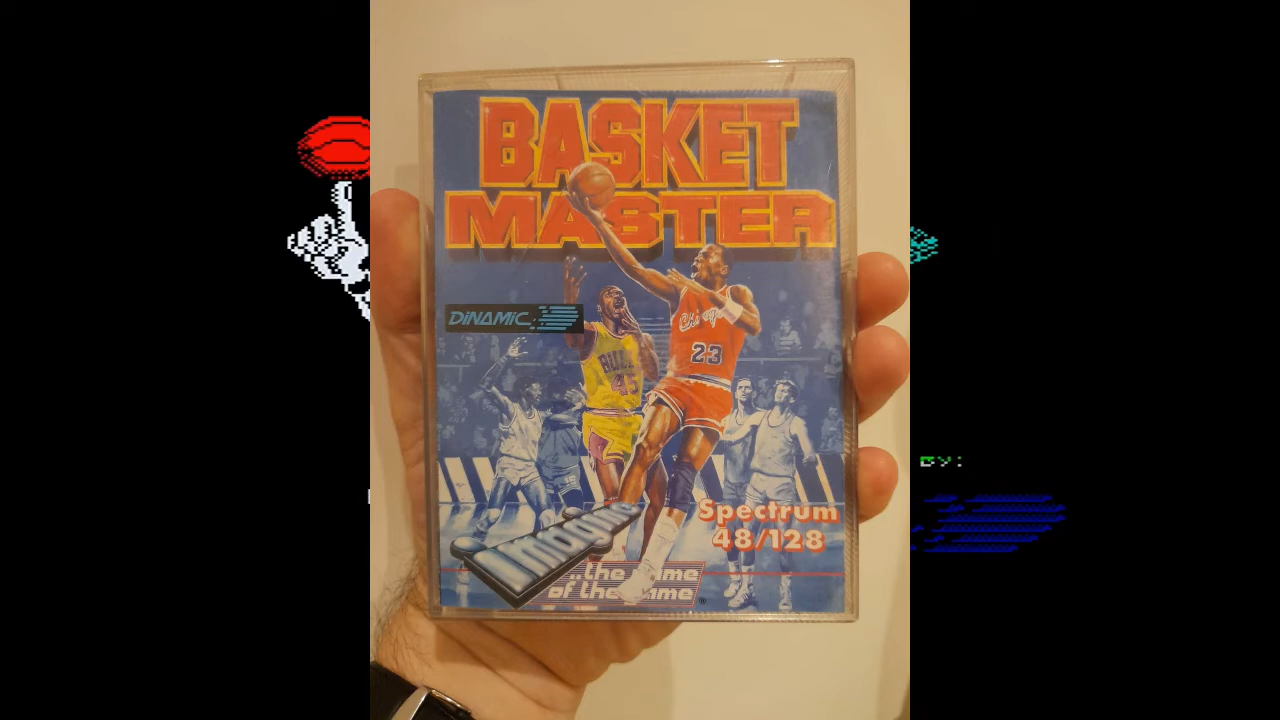 BASKET
MASTER
DINAMIC
Chicago
23
BULLS
45
BY:
Spectrum
48/128
imagine
...the name
of the game